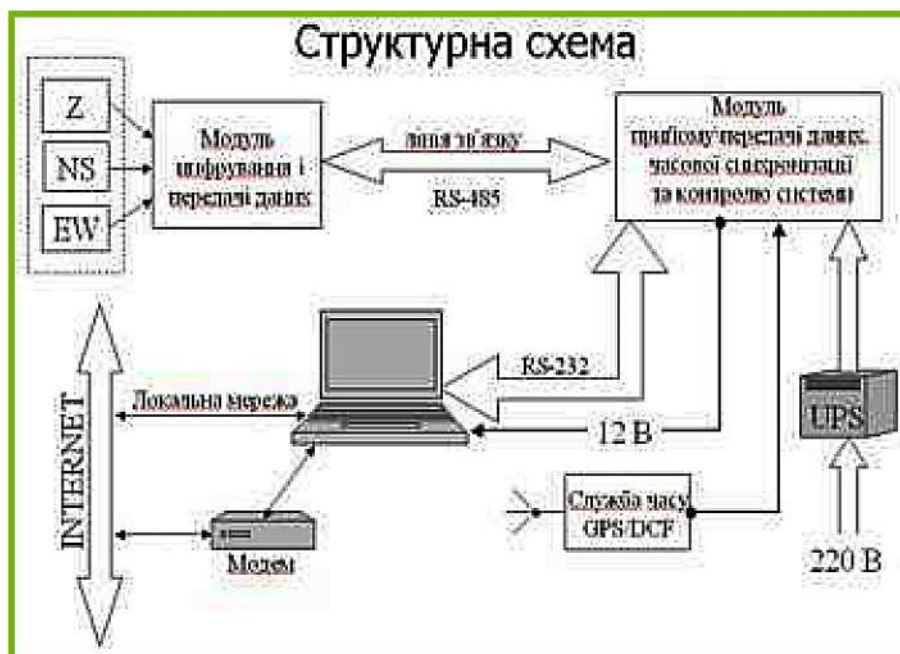 Структурна схема
Z
NS
EW
Модуль
цифрування і
передачі даних
лінія зв'язку
RS-485
Модуль
прийому передачі даних,
часової синхронізації
та контролю системи
INTERNET
Локальна мережа
RS-232
12 В
UPS
Служба часу
GPS/DCF
Модем
220 В